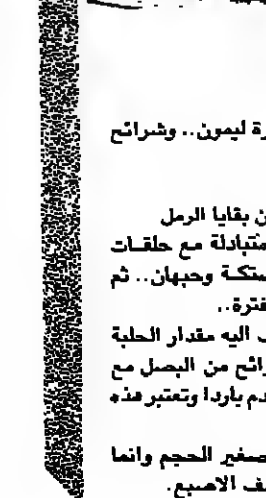 رة ليمون.. وشرائح
ن بقايا الرمل
متبادلة مع حلقات
متكة وحبهان.. ثم
فترة..
ف اليه مقدار الحلبة
رائح من البصل مع
دم باردا وتعتبر هذه
صغير الحجم وانما
ف الاصبع.